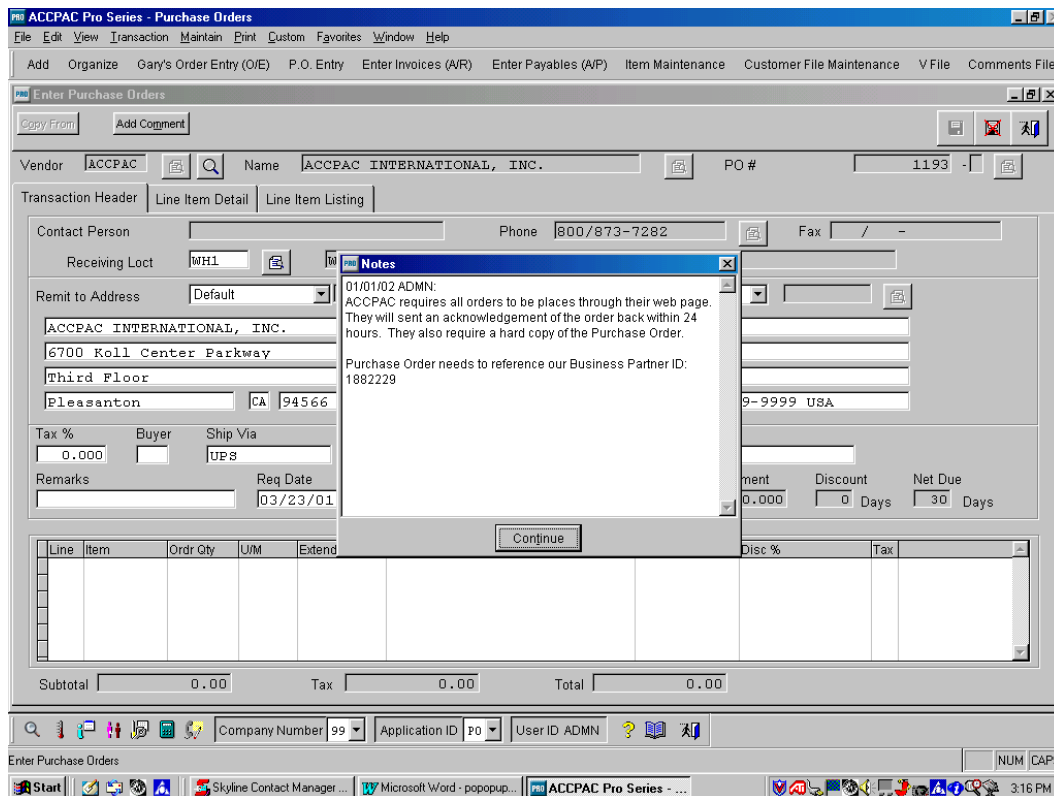 ACCPAC Pro Series - Purchase Orders
File Edit View Transaction Maintain Print Custom Favorites Window Help
Add Organize Gary's Order Entry (O/E) P.O. Entry Enter Invoices (A/R) Enter Payables (A/P) Item Maintenance Customer File Maintenance V File Comments File
PRO Enter Purchase Orders
Copy From Add Comment
Vendor ACCPAC Name ACCPAC INTERNATIONAL, INC. PO # 1193 -
Transaction Header Line Item Detail Line Item Listing
Contact Person Phone 800/873-7282 Fax / -
Receiving Loct WH1
PRO Notes
01/01/02 ADMN:
ACCPAC requires all orders to be places through their web page.
They will sent an acknowledgement of the order back within 24
hours. They also require a hard copy of the Purchase Order.
Purchase Order needs to reference our Business Partner ID:
1882229
Continue
Remit to Address Default
ACCPAC INTERNATIONAL, INC.
6700 Koll Center Parkway
Third Floor
Pleasanton CA 94566 9-9999 USA
Tax % Buyer Ship Via
0.000 UPS
Remarks Req Date ment Discount Net Due
03/23/01 0.000 0 Days 30 Days
Line Item Ordr Qty U/M Extend Disc % Tax
Subtotal 0.00 Tax 0.00 Total 0.00
Company Number 99 Application ID PO User ID ADMN
Enter Purchase Orders NUM CAP
Start Skyline Contact Manager ... Microsoft Word - popopup... PRO ACCPAC Pro Series - ... 3:16 PM